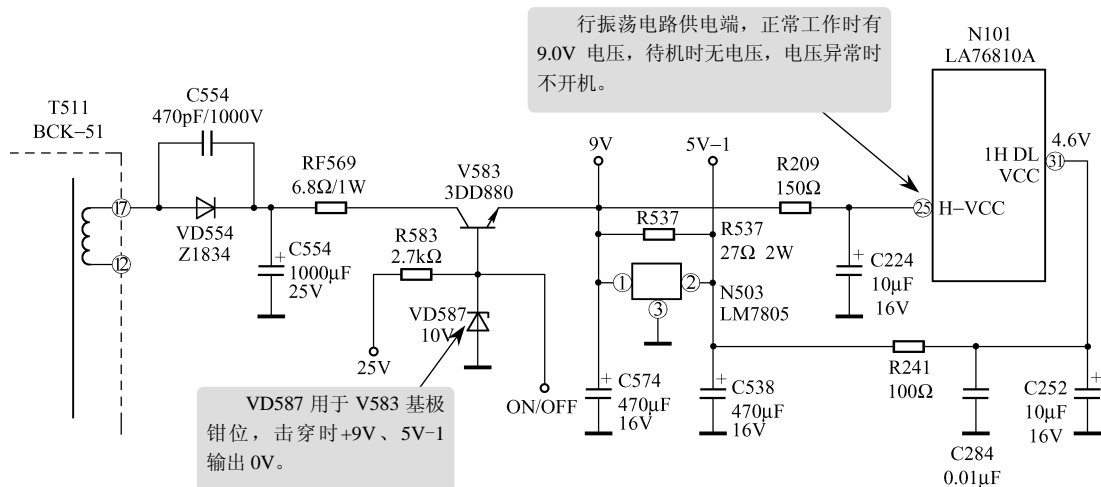 行振荡电路供电端，正常工作时有
9.0V 电压，待机时无电压，电压异常时
不开机。
N101
LA76810A
C554
470pF/1000V
T511
BCK–51
RF569
6.8Ω/1W
V583
3DD880
9V
5V–1
R209
150Ω
1H DL
VCC
4.6V
31
17
25
H–VCC
VD554
Z1834
R537
R537
27Ω 2W
R583
2.7kΩ
C554
1000μF
25V
12
1
2
3
N503
LM7805
C224
10μF
16V
VD587
10V
25V
ON/OFF
C574
470μF
16V
C538
470μF
16V
R241
100Ω
C252
10μF
16V
C284
0.01μF
VD587 用于 V583 基极
钳位，击穿时+9V、5V–1
输出 0V。